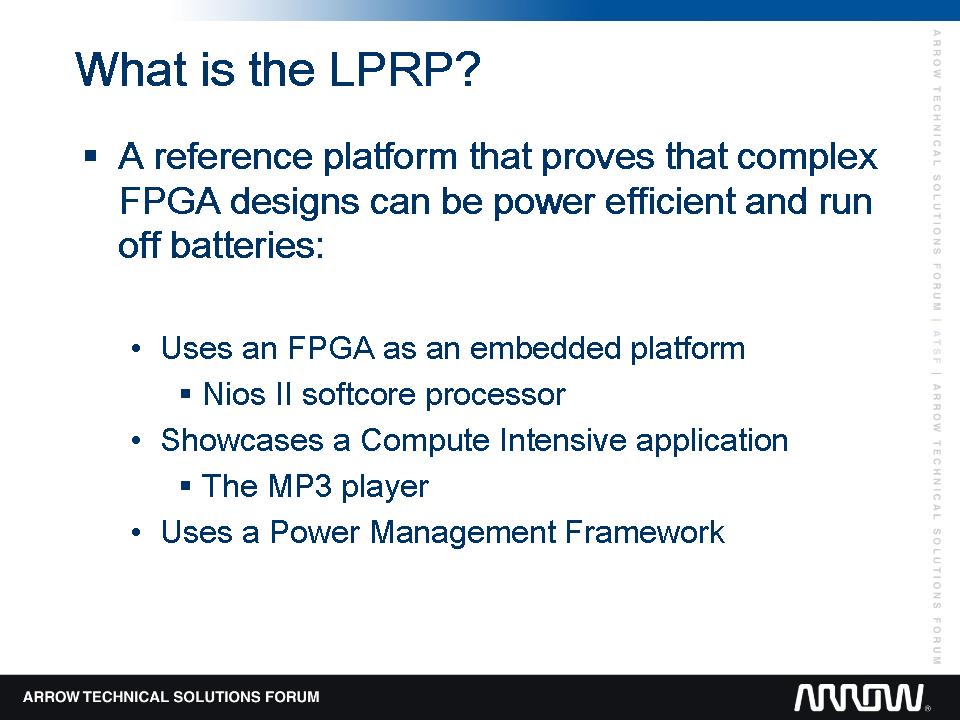 What is the LPRP?
▪ A reference platform that proves that complex
FPGA designs can be power efficient and run
off batteries:
• Uses an FPGA as an embedded platform
▪ Nios II softcore processor
• Showcases a Compute Intensive application
▪ The MP3 player
• Uses a Power Management Framework
ARROW TECHNICAL SOLUTIONS FORUM | ATSF | ARROW TECHNICAL SOLUTIONS FORUM
ARROW TECHNICAL SOLUTIONS FORUM
ARROW®